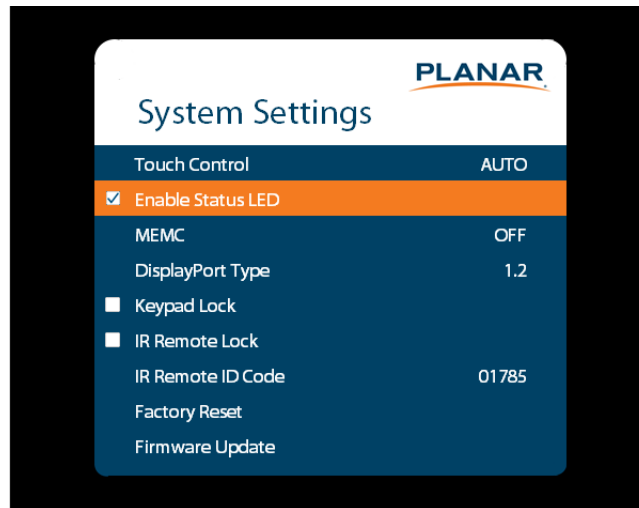 PLANAR
System Settings
Touch Control AUTO
Enable Status LED
MEMC OFF
DisplayPort Type 1.2
Keypad Lock
IR Remote Lock
IR Remote ID Code 01785
Factory Reset
Firmware Update